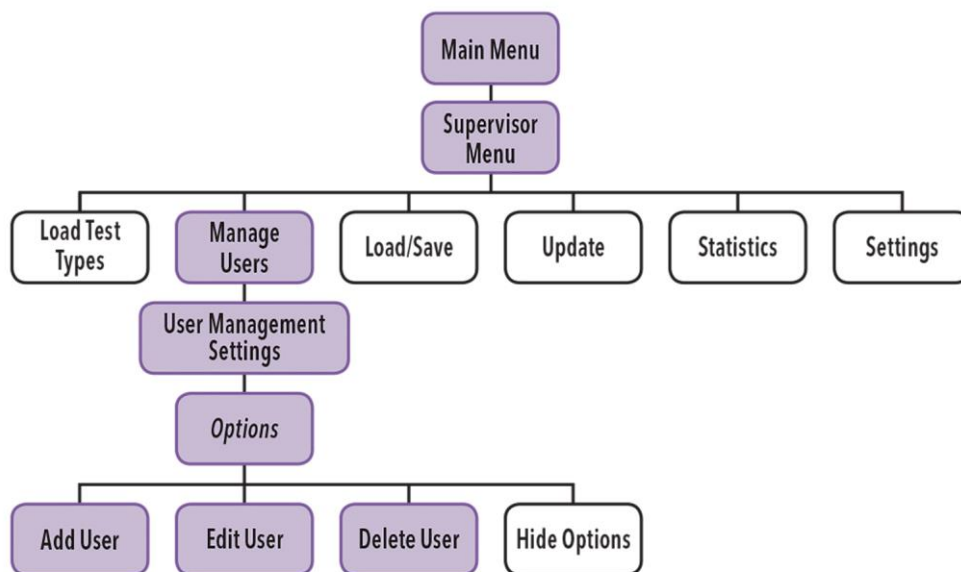 Main Menu
Supervisor
Menu
Load Test
Types
Manage
Users
Load/Save
Update
Statistics
Settings
User Management
Settings
Options
Add User
Edit User
Delete User
Hide Options